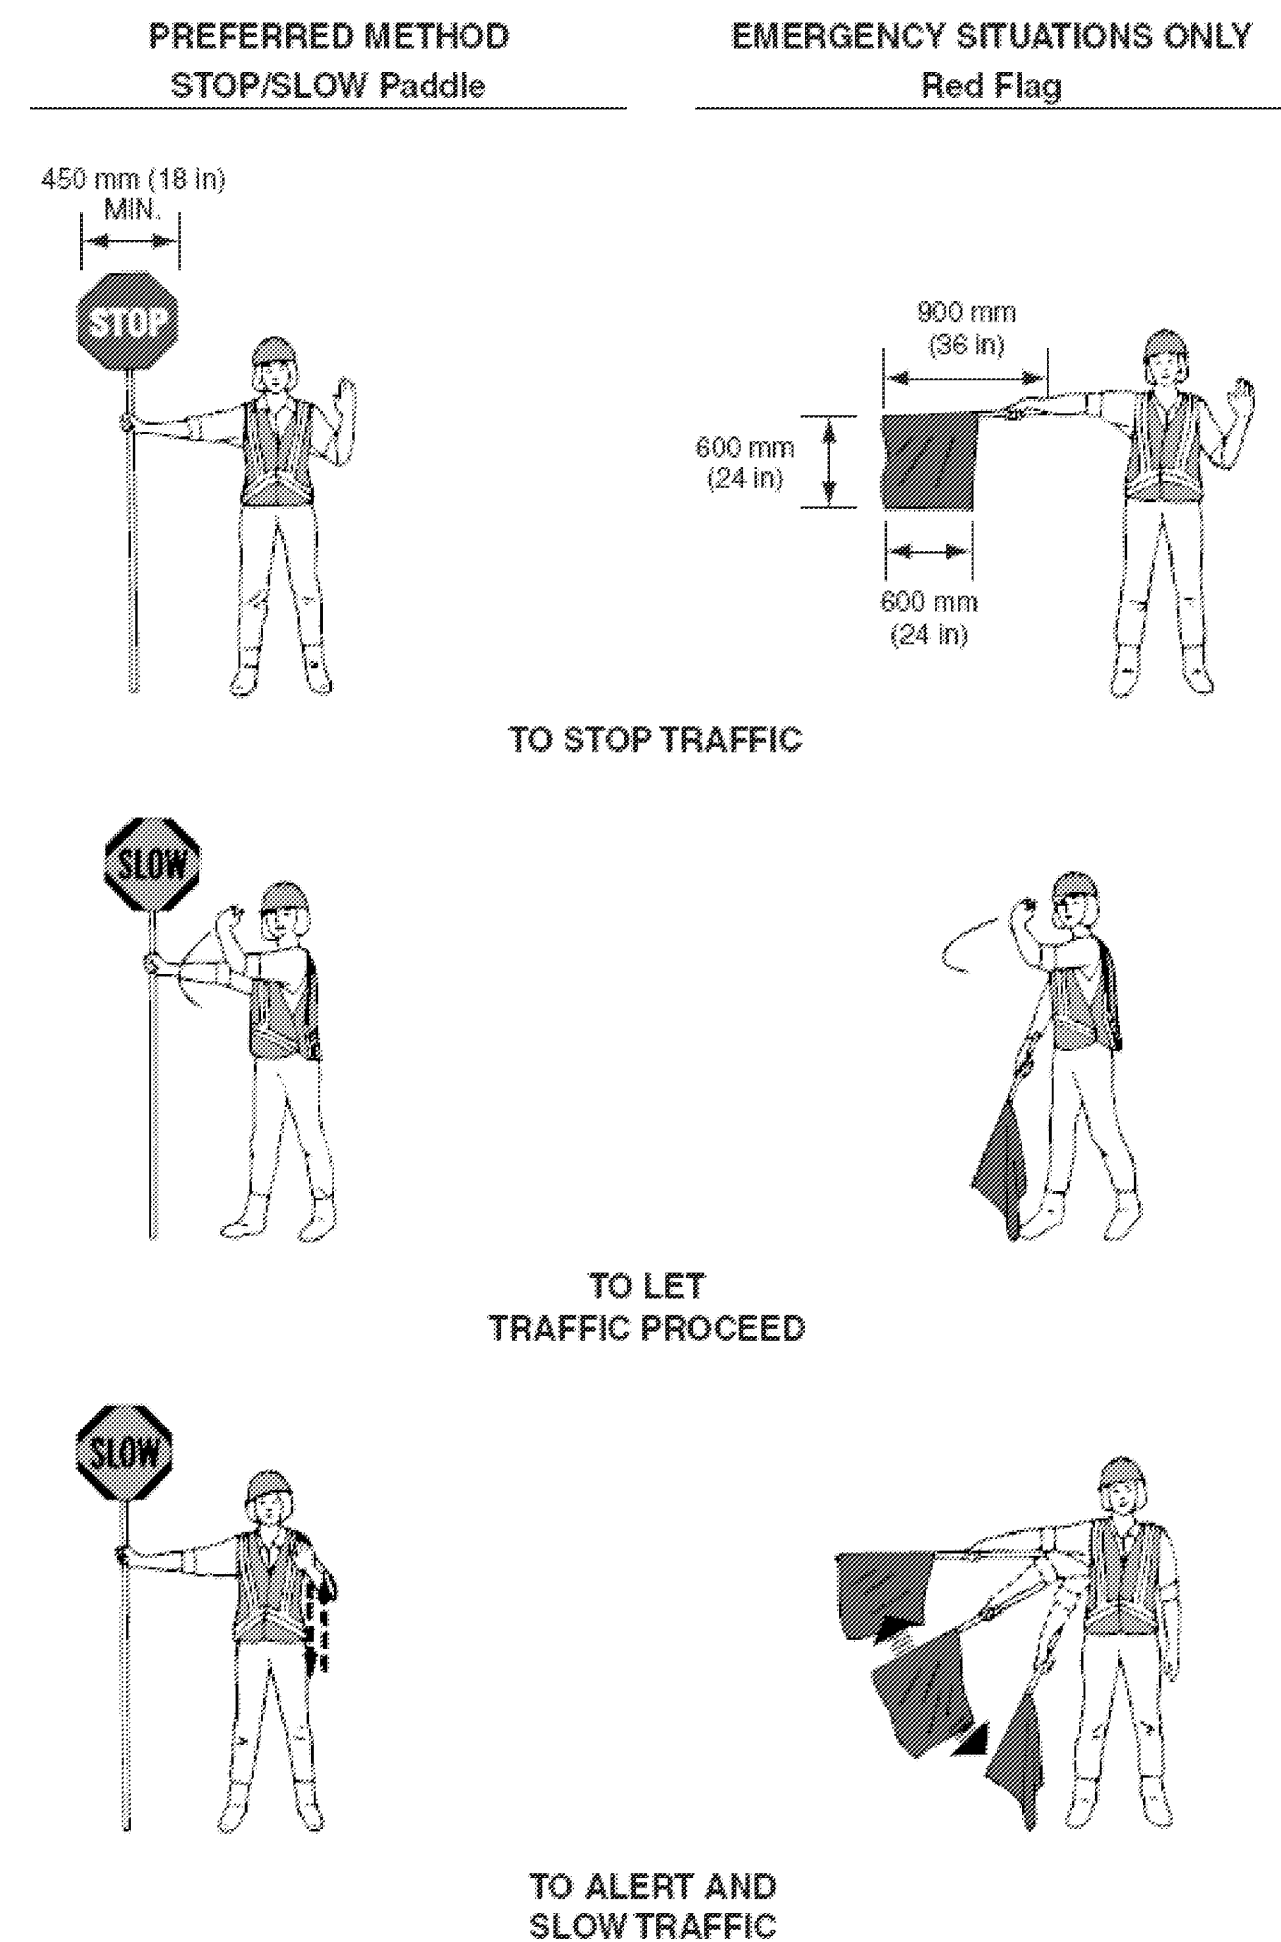 PREFERRED METHOD
STOP/SLOW Paddle
EMERGENCY SITUATIONS ONLY
Red Flag
450 mm (18 in)
MIN.
STOP
900 mm
(36 in)
600 mm
(24 in)
600 mm
(24 in)
TO STOP TRAFFIC
SLOW
TO LET
TRAFFIC PROCEED
SLOW
TO ALERT AND
SLOW TRAFFIC